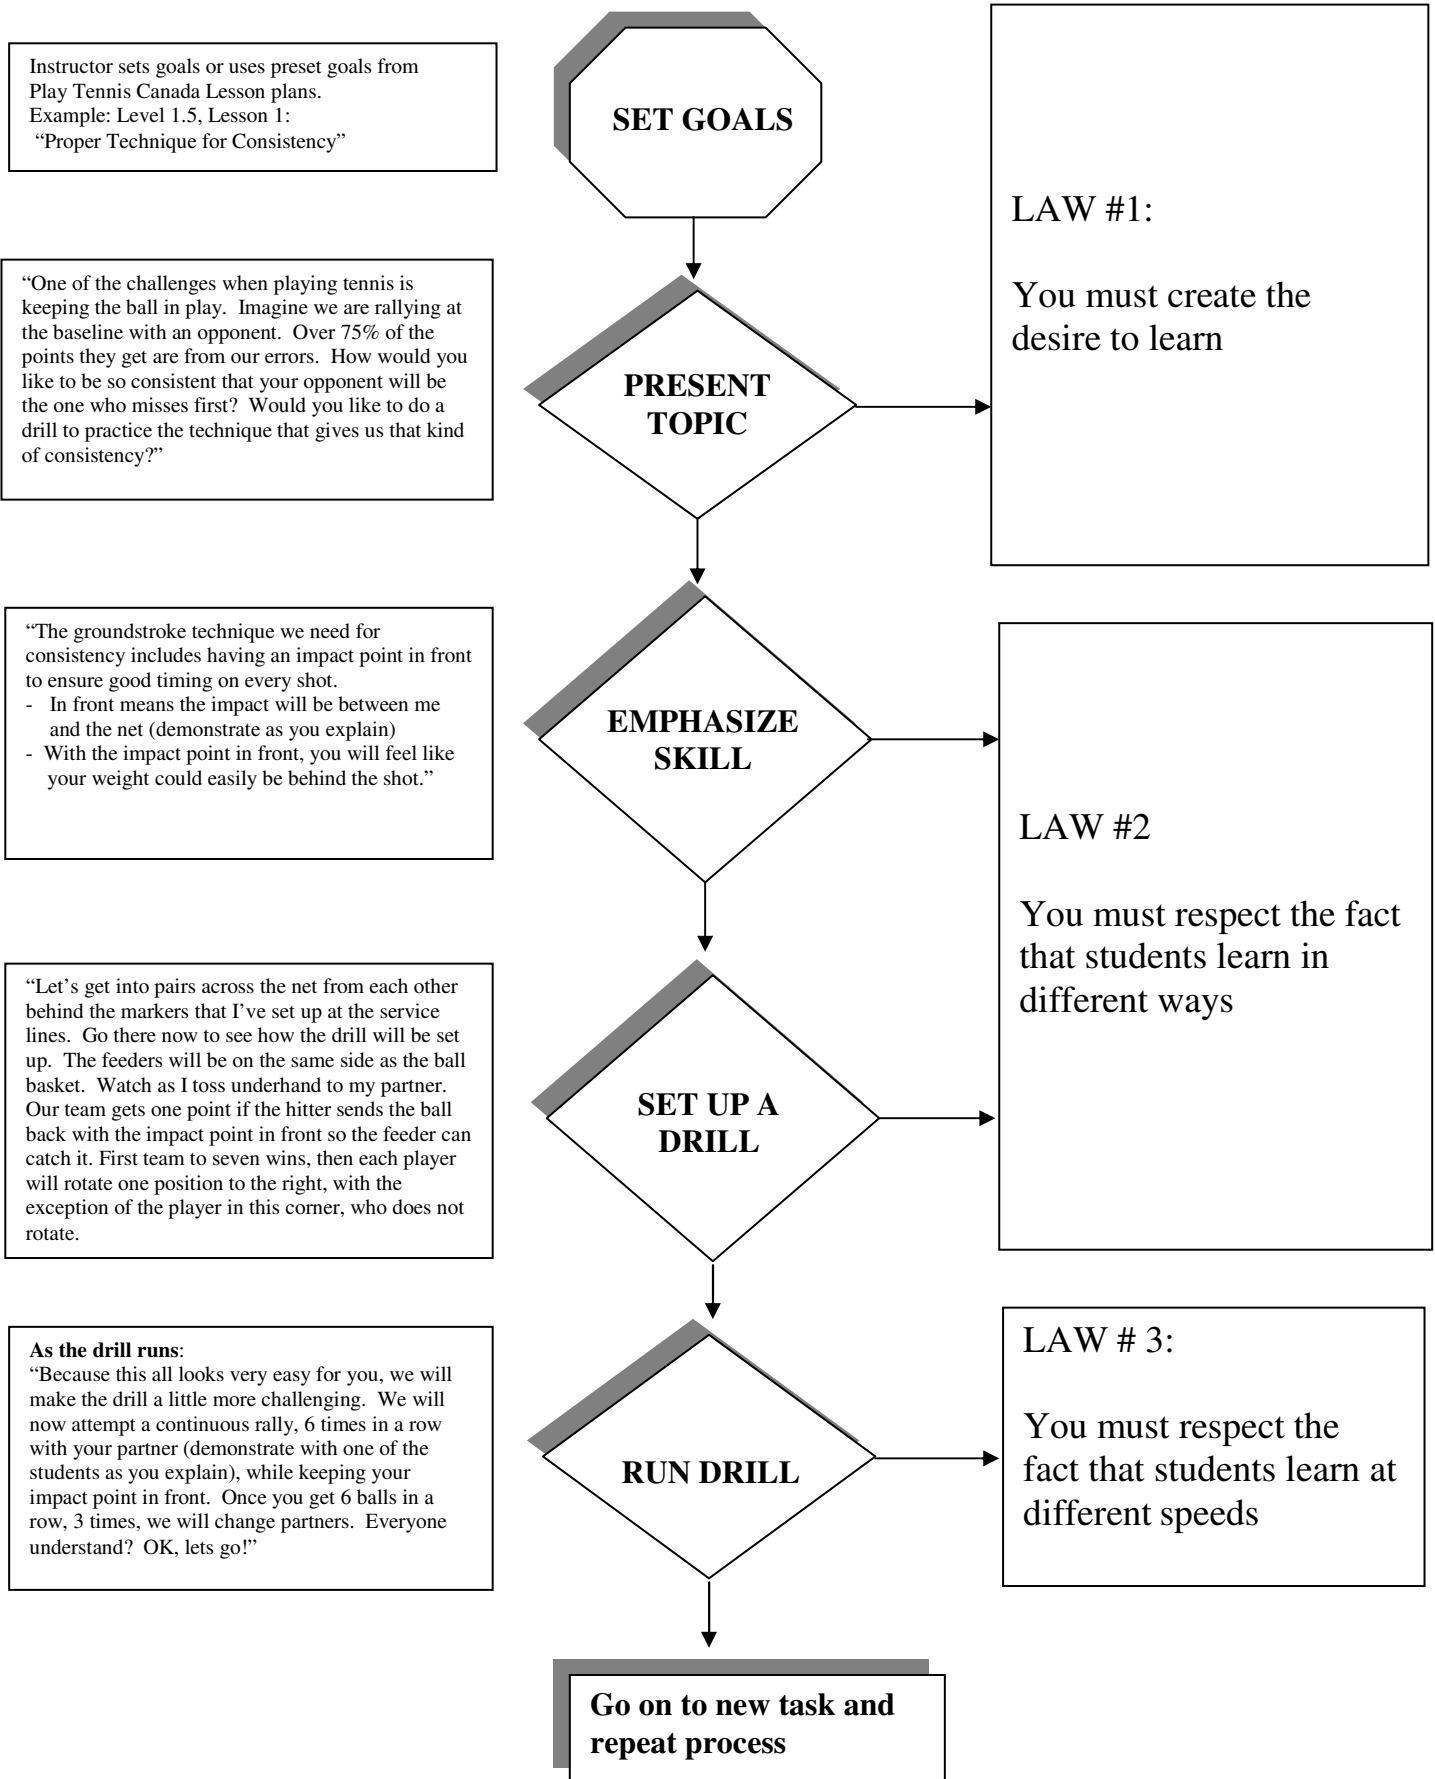 Instructor sets goals or uses preset goals from
Play Tennis Canada Lesson plans.
Example: Level 1.5, Lesson 1:
“Proper Technique for Consistency”
SET GOALS
LAW #1:
You must create the
desire to learn
“One of the challenges when playing tennis is
keeping the ball in play.  Imagine we are rallying at
the baseline with an opponent.  Over 75% of the
points they get are from our errors.  How would you
like to be so consistent that your opponent will be
the one who misses first?  Would you like to do a
drill to practice the technique that gives us that kind
of consistency?”
PRESENT
TOPIC
“The groundstroke technique we need for
consistency includes having an impact point in front
to ensure good timing on every shot.
- In front means the impact will be between me
and the net (demonstrate as you explain)
- With the impact point in front, you will feel like
your weight could easily be behind the shot.”
EMPHASIZE
SKILL
LAW #2
You must respect the fact
that students learn in
different ways
“Let’s get into pairs across the net from each other
behind the markers that I’ve set up at the service
lines.  Go there now to see how the drill will be set
up.  The feeders will be on the same side as the ball
basket.  Watch as I toss underhand to my partner.
Our team gets one point if the hitter sends the ball
back with the impact point in front so the feeder can
catch it. First team to seven wins, then each player
will rotate one position to the right, with the
exception of the player in this corner, who does not
rotate.
SET UP A
DRILL
As the drill runs:
“Because this all looks very easy for you, we will
make the drill a little more challenging.  We will
now attempt a continuous rally, 6 times in a row
with your partner (demonstrate with one of the
students as you explain), while keeping your
impact point in front.  Once you get 6 balls in a
row, 3 times, we will change partners.  Everyone
understand?  OK, lets go!”
RUN DRILL
LAW # 3:
You must respect the
fact that students learn at
different speeds
Go on to new task and
repeat process